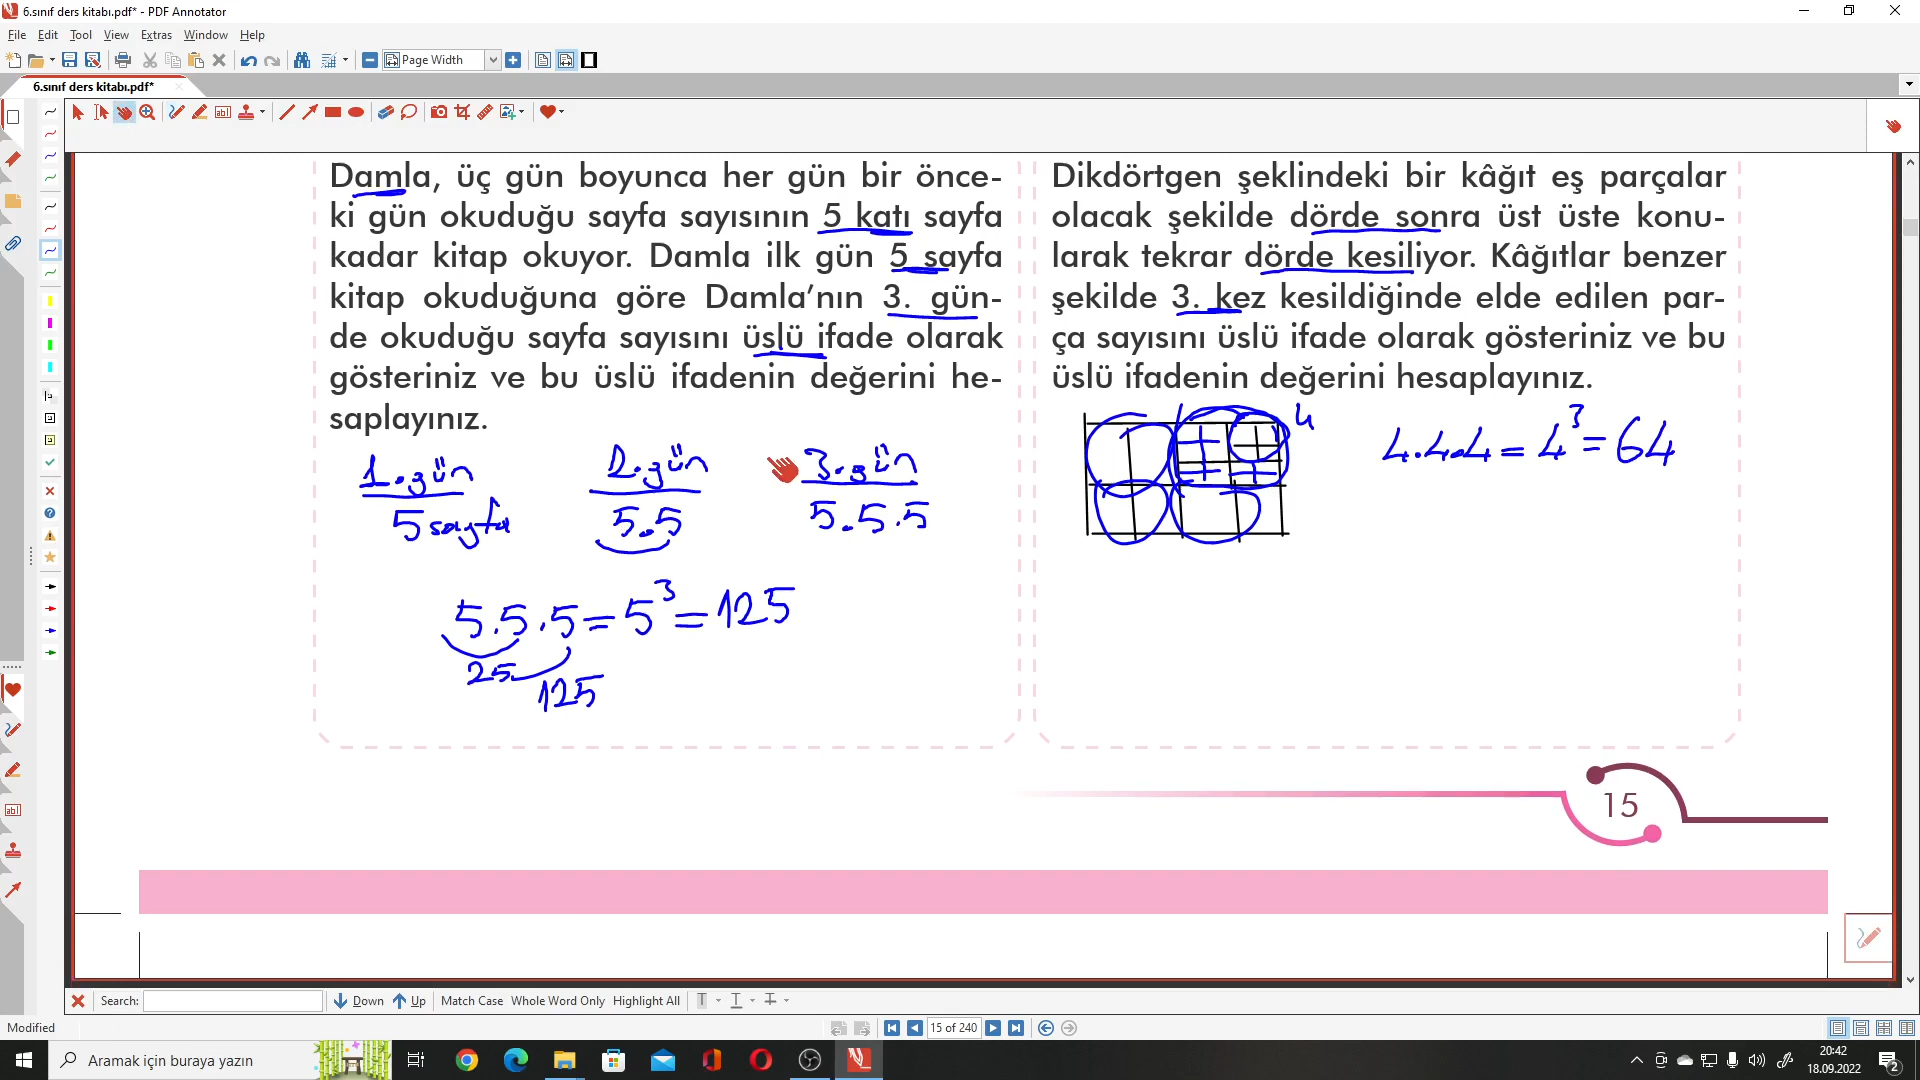 6.sınıf ders kitabı.pdf* - PDF Annotator
File Edit Tool View Extras Window Help
Page Width
6.sınıf ders kitabı.pdf*
Damla, üç gün boyunca her gün bir önce-
ki gün okuduğu sayfa sayısının 5 katı sayfa
kadar kitap okuyor. Damla ilk gün 5 sayfa
kitap okuduğuna göre Damla’nın 3. gün-
de okuduğu sayfa sayısını üslü ifade olarak
gösteriniz ve bu üslü ifadenin değerini he-
saplayınız.
1.gün 2.gün 3.gün
5 sayfa 5.5 5.5.5
5.5.5=5³=125
25
125
Dikdörtgen şeklindeki bir kâğıt eş parçalar
olacak şekilde dörde sonra üst üste konu-
larak tekrar dörde kesiliyor. Kâğıtlar benzer
şekilde 3. kez kesildiğinde elde edilen par-
ça sayısını üslü ifade olarak gösteriniz ve bu
üslü ifadenin değerini hesaplayınız.
4
4.4.4=4³=64
15
Search: Down Up Match Case Whole Word Only Highlight All
Modified
15 of 240
Aramak için buraya yazın
20:42
18.09.2022
2